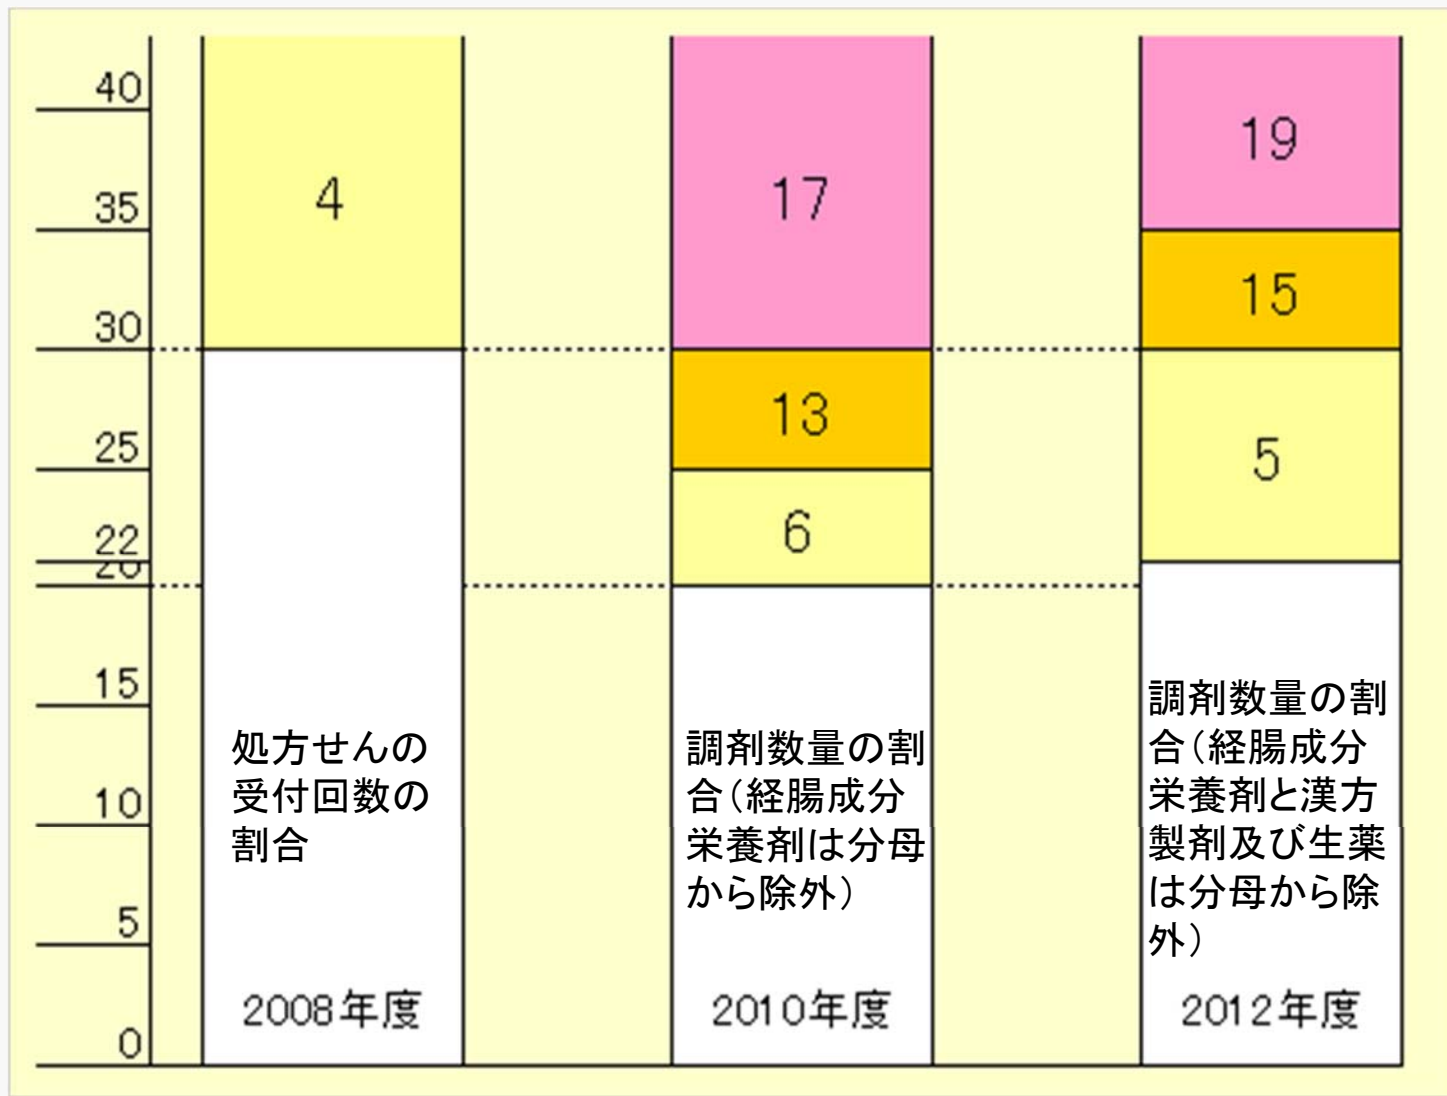 40
35
30
25
22
20
15
10
5
0
4
処方せんの
受付回数の
割合
2008年度
17
13
6
調剤数量の割
合（経腸成分
栄養剤は分母
から除外）
2010年度
19
15
5
調剤数量の割
合（経腸成分
栄養剤と漢方
製剤及び生薬
は分母から除
外）
2012年度